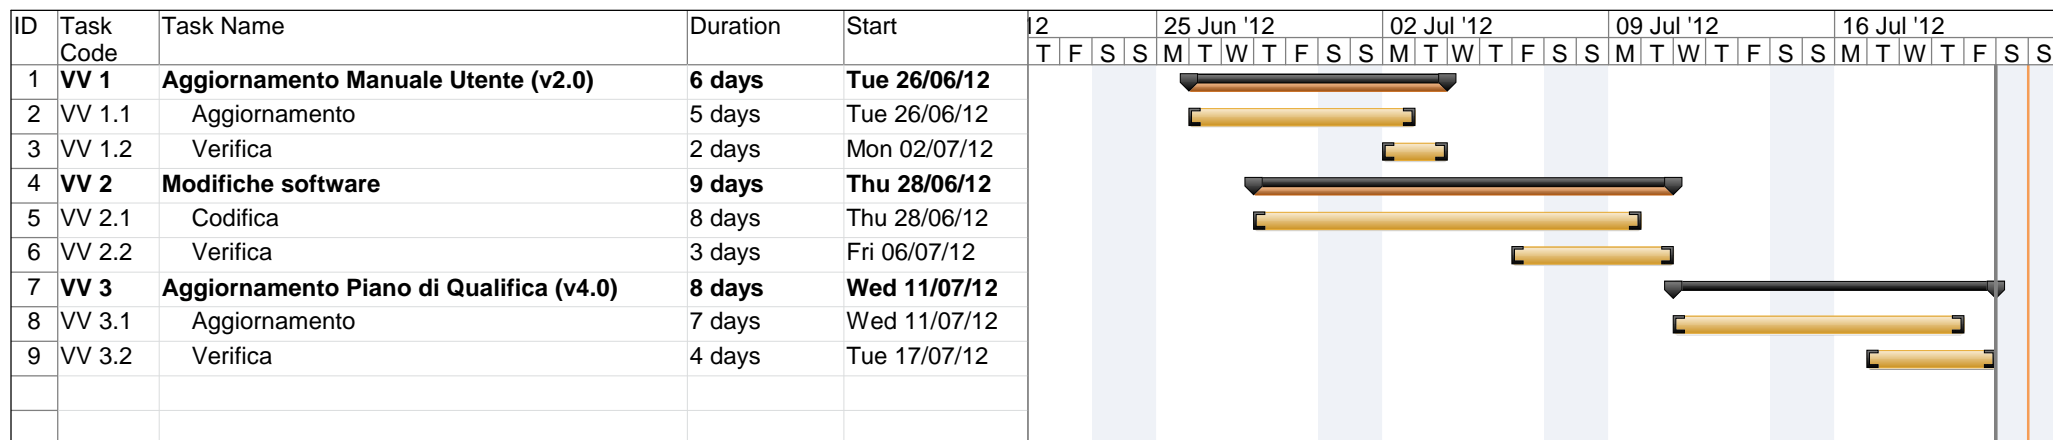 ID Task Code Task Name Duration Start 12 25 Jun '12 02 Jul '12 09 Jul '12 16 Jul '12
T F S S M T W T F S S M T W T F S S M T W T F S S M T W T F S S
1 VV 1 Aggiornamento Manuale Utente (v2.0) 6 days Tue 26/06/12
2 VV 1.1 Aggiornamento 5 days Tue 26/06/12
3 VV 1.2 Verifica 2 days Mon 02/07/12
4 VV 2 Modifiche software 9 days Thu 28/06/12
5 VV 2.1 Codifica 8 days Thu 28/06/12
6 VV 2.2 Verifica 3 days Fri 06/07/12
7 VV 3 Aggiornamento Piano di Qualifica (v4.0) 8 days Wed 11/07/12
8 VV 3.1 Aggiornamento 7 days Wed 11/07/12
9 VV 3.2 Verifica 4 days Tue 17/07/12